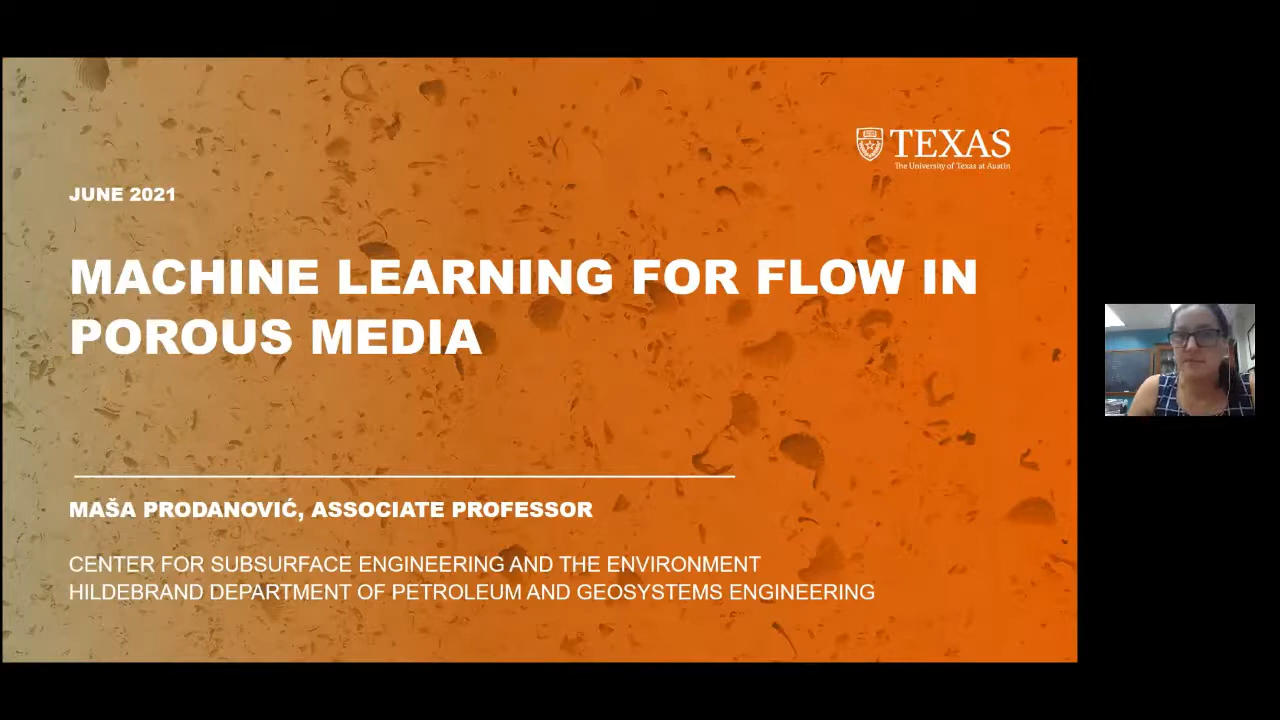 TEXAS
The University of Texas at Austin
JUNE 2021
MACHINE LEARNING FOR FLOW IN
POROUS MEDIA
MAŠA PRODANOVIĆ, ASSOCIATE PROFESSOR
CENTER FOR SUBSURFACE ENGINEERING AND THE ENVIRONMENT
HILDEBRAND DEPARTMENT OF PETROLEUM AND GEOSYSTEMS ENGINEERING